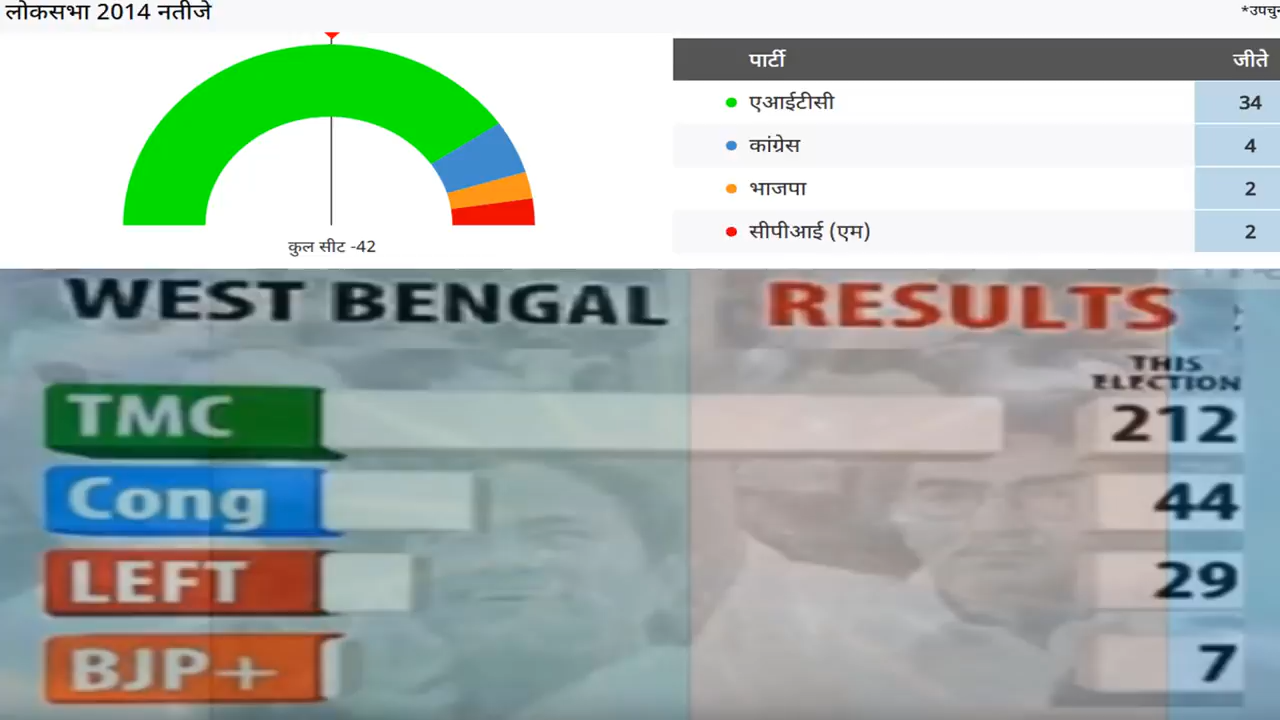 लोकसभा 2014 नतीजे
कुल सीट -42
पार्टी जीते
एआईटीसी 34
कांग्रेस 4
भाजपा 2
सीपीआई (एम) 2
WEST BENGAL RESULTS
THIS
ELECTION
TMC 212
Cong 44
LEFT 29
BJP+ 7